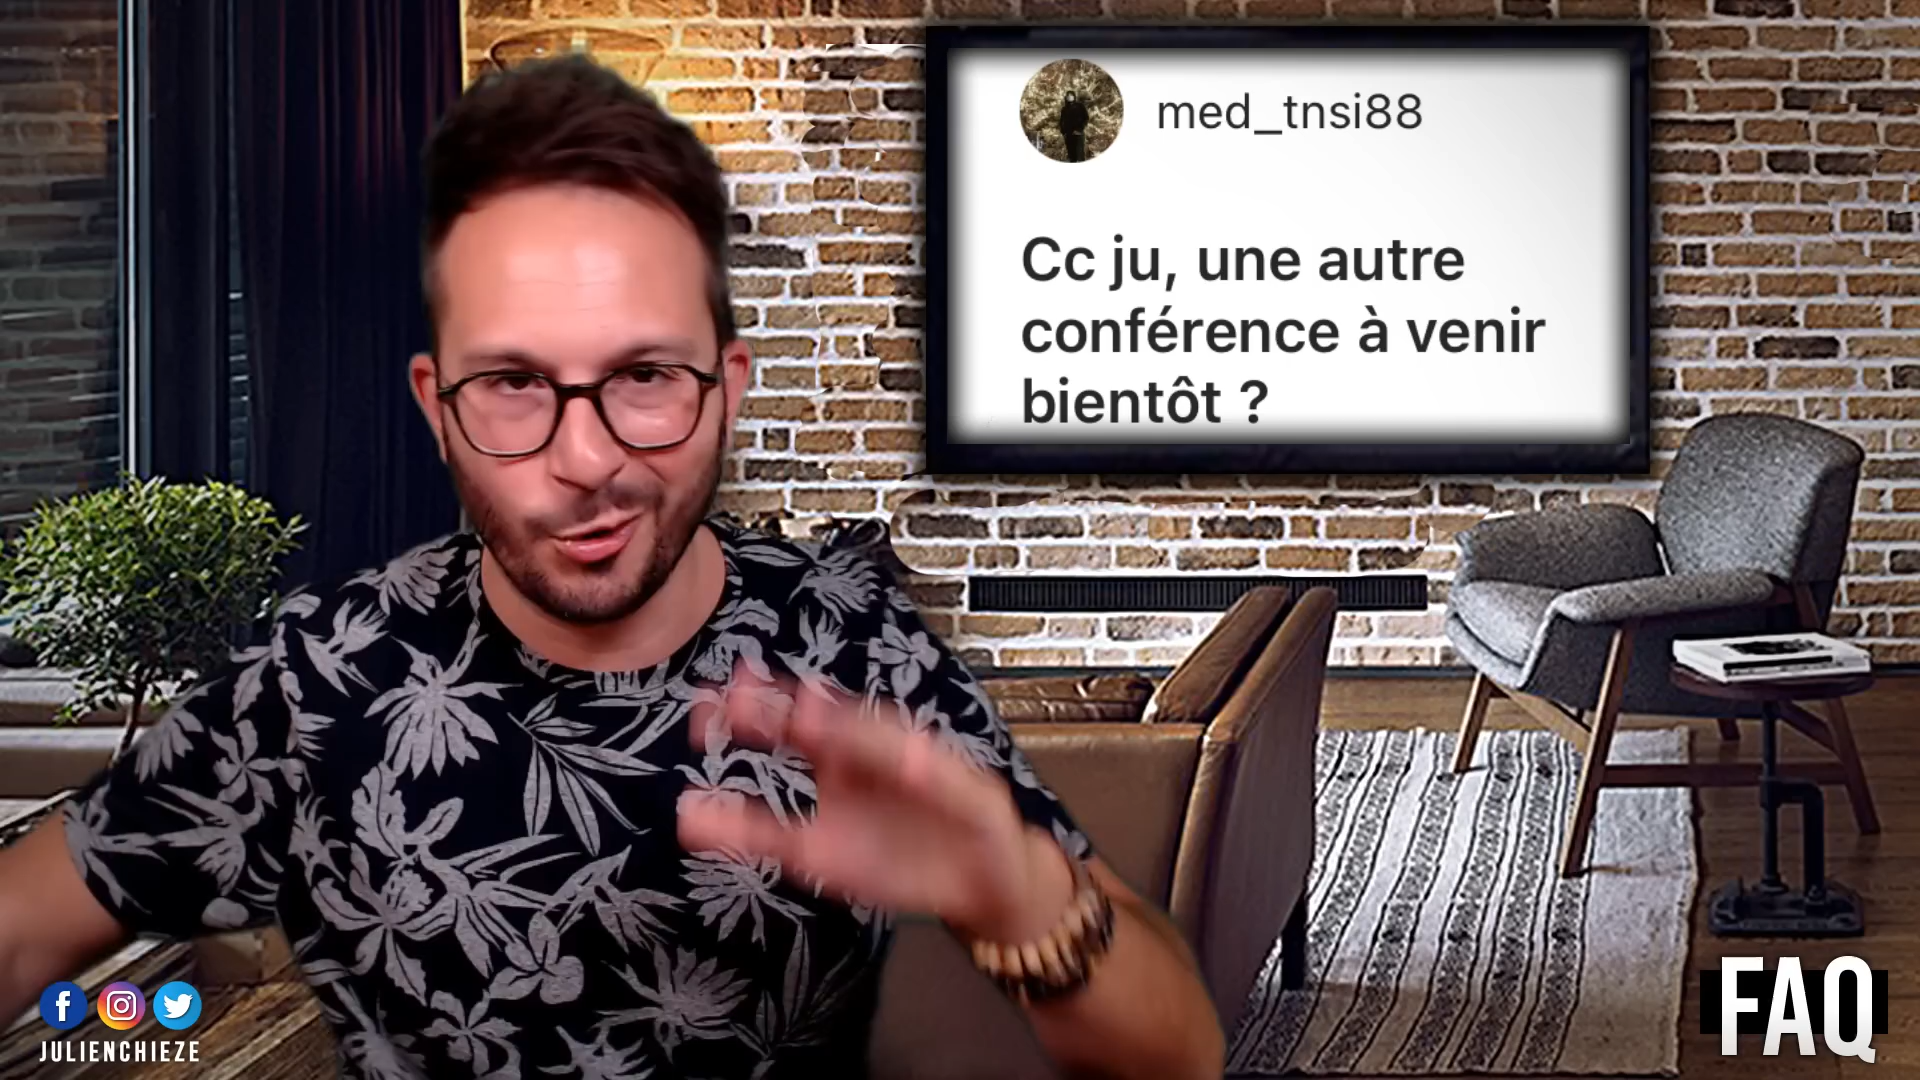 med_tnsi88
Cc ju, une autre
conférence à venir
bientôt ?
JULIENCHIEZE
FAQ